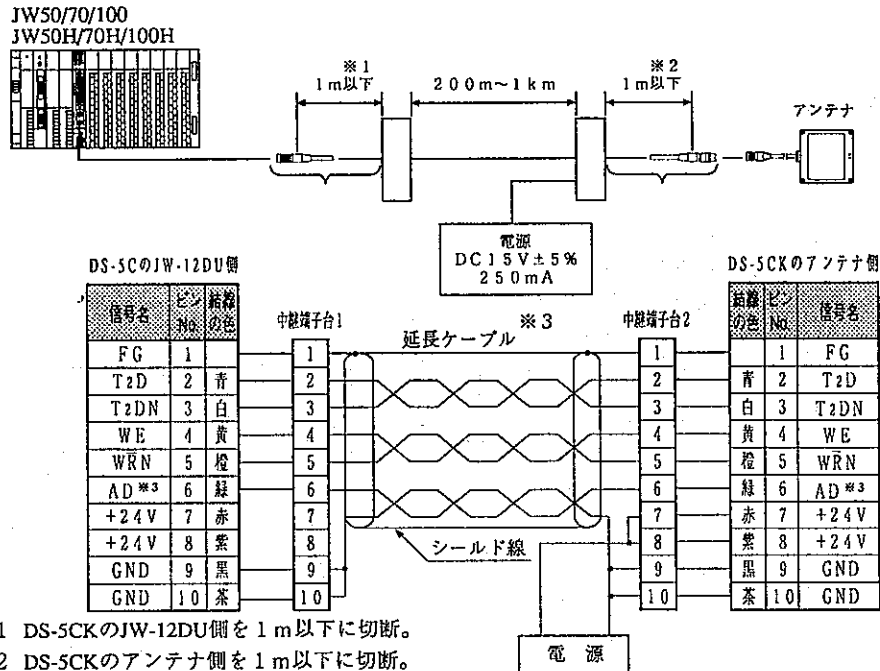 JW50/70/100
JW50H/70H/100H
※1
1m以下
200m～1km
※2
1m以下
アンテナ
電源
DC15V±5%
250mA
DS-5CのJW-12DU側
信号名 ピンNo. 結線の色
FG 1
T2D 2 青
T2DN 3 白
WE 4 黄
WR̄N 5 橙
AD※3 6 緑
+24V 7 赤
+24V 8 紫
GND 9 黒
GND 10 茶
中継端子台1
1
2
3
4
5
6
7
8
9
10
延長ケーブル ※3
シールド線
中継端子台2
1
2
3
4
5
6
7
8
9
10
DS-5CKのアンテナ側
結線の色 ピンNo. 信号名
1 FG
青 2 T2D
白 3 T2DN
黄 4 WE
橙 5 WR̄N
緑 6 AD※3
赤 7 +24V
紫 8 +24V
黒 9 GND
茶 10 GND
電源
1 DS-5CKのJW-12DU側を1m以下に切断。
2 DS-5CKのアンテナ側を1m以下に切断。